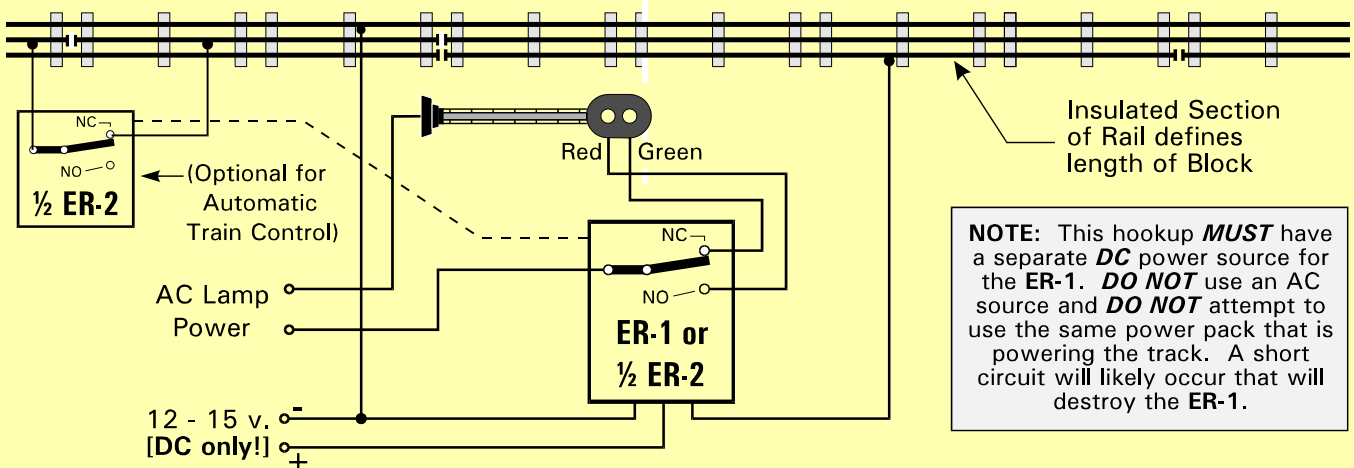 NC
NO
½ ER-2
(Optional for
Automatic
Train Control)
Red
Green
Insulated Section
of Rail defines
length of Block
AC Lamp
Power
NC
NO
ER-1 or
½ ER-2
12 - 15 v. -
[DC only!] +
NOTE: This hookup MUST have
a separate DC power source for
the ER-1. DO NOT use an AC
source and DO NOT attempt to
use the same power pack that is
powering the track. A short
circuit will likely occur that will
destroy the ER-1.